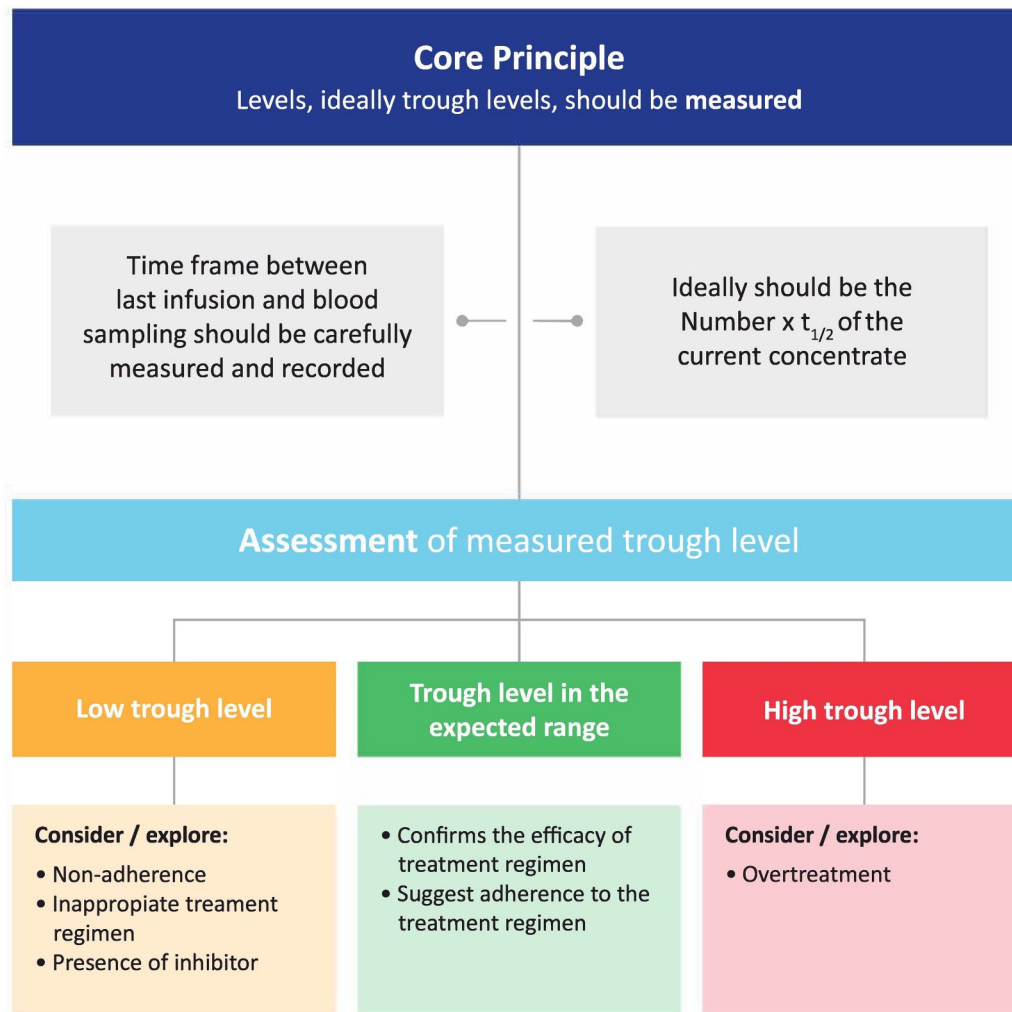 Core Principle
Levels, ideally trough levels, should be measured
Time frame between
last infusion and blood
sampling should be carefully
measured and recorded
Ideally should be the
Number x t1/2 of the
current concentrate
Assessment of measured trough level
Low trough level
Trough level in the
expected range
High trough level
Consider / explore:
• Non-adherence
• Inappropiate treament
regimen
• Presence of inhibitor
• Confirms the efficacy of
treatment regimen
• Suggest adherence to the
treatment regimen
Consider / explore:
• Overtreatment